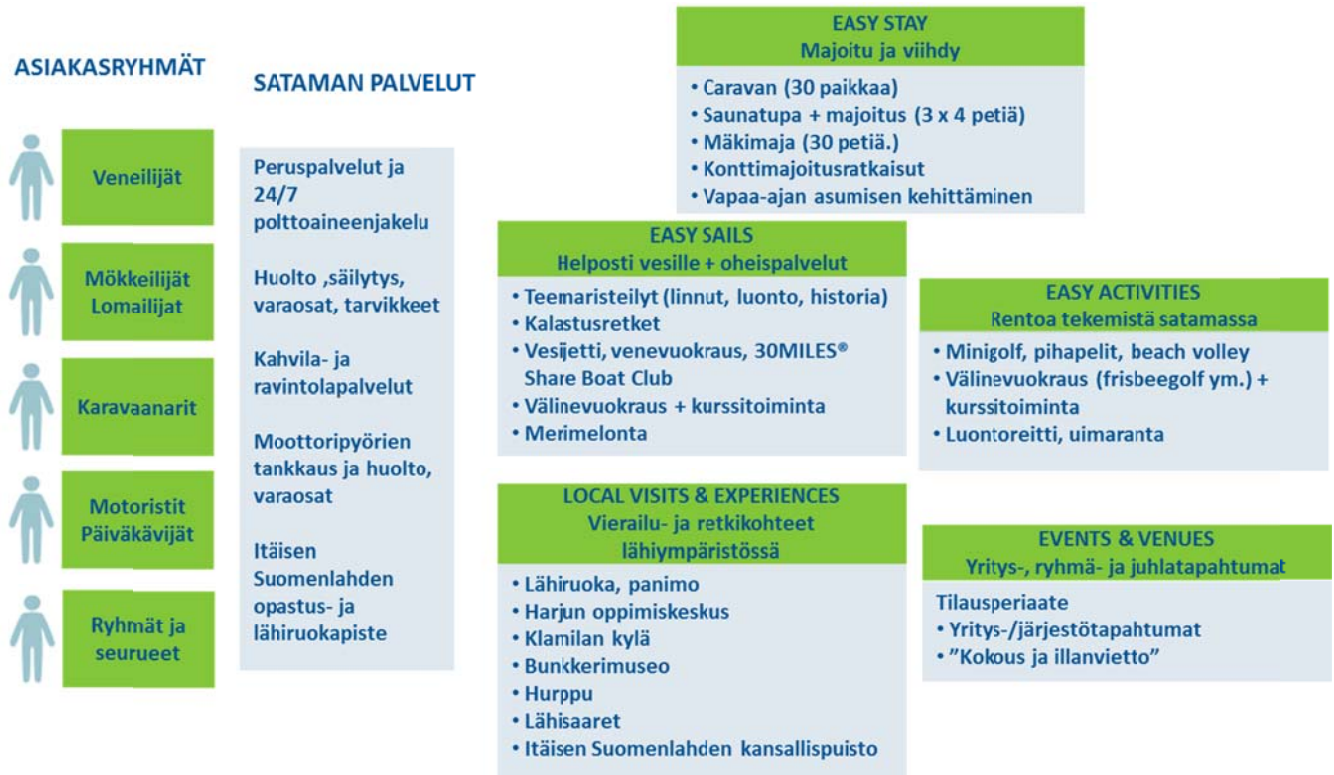 ASIAKASRYHMÄT
Veneilijät
Mökkeilijät
Lomailijat
Karavaanarit
Motoristit
Päiväkävijät
Ryhmät ja
seurueet
SATAMAN PALVELUT
Peruspalvelut ja
24/7
polttoaineenjakelu
Huolto ,säilytys,
varaosat, tarvikkeet
Kahvila- ja
ravintolapalvelut
Moottoripyörien
tankkaus ja huolto,
varaosat
Itäisen
Suomenlahden
opastus- ja
lähiruokapiste
EASY STAY
Majoitu ja viihdy
• Caravan (30 paikkaa)
• Saunatupa + majoitus (3 x 4 petiä)
• Mäkimaja (30 petiä.)
• Konttimajoitusratkaisut
• Vapaa-ajan asumisen kehittäminen
EASY SAILS
Helposti vesille + oheispalvelut
• Teemaristeilyt (linnut, luonto, historia)
• Kalastusretket
• Vesijetti, venevuokraus, 30MILES®
Share Boat Club
• Välinevuokraus + kurssitoiminta
• Merimelonta
EASY ACTIVITIES
Rentoa tekemistä satamassa
• Minigolf, pihapelit, beach volley
• Välinevuokraus (frisbeegolf ym.) +
kurssitoiminta
• Luontoreitti, uimaranta
LOCAL VISITS & EXPERIENCES
Vierailu- ja retkikohteet
lähiympäristössä
• Lähiruoka, panimo
• Harjun oppimiskeskus
• Klamilan kylä
• Bunkkerimuseo
• Hurppu
• Lähisaaret
• Itäisen Suomenlahden kansallispuisto
EVENTS & VENUES
Yritys-, ryhmä- ja juhlatapahtumat
Tilausperiaate
• Yritys-/järjestötapahtumat
• ”Kokous ja illanvietto”